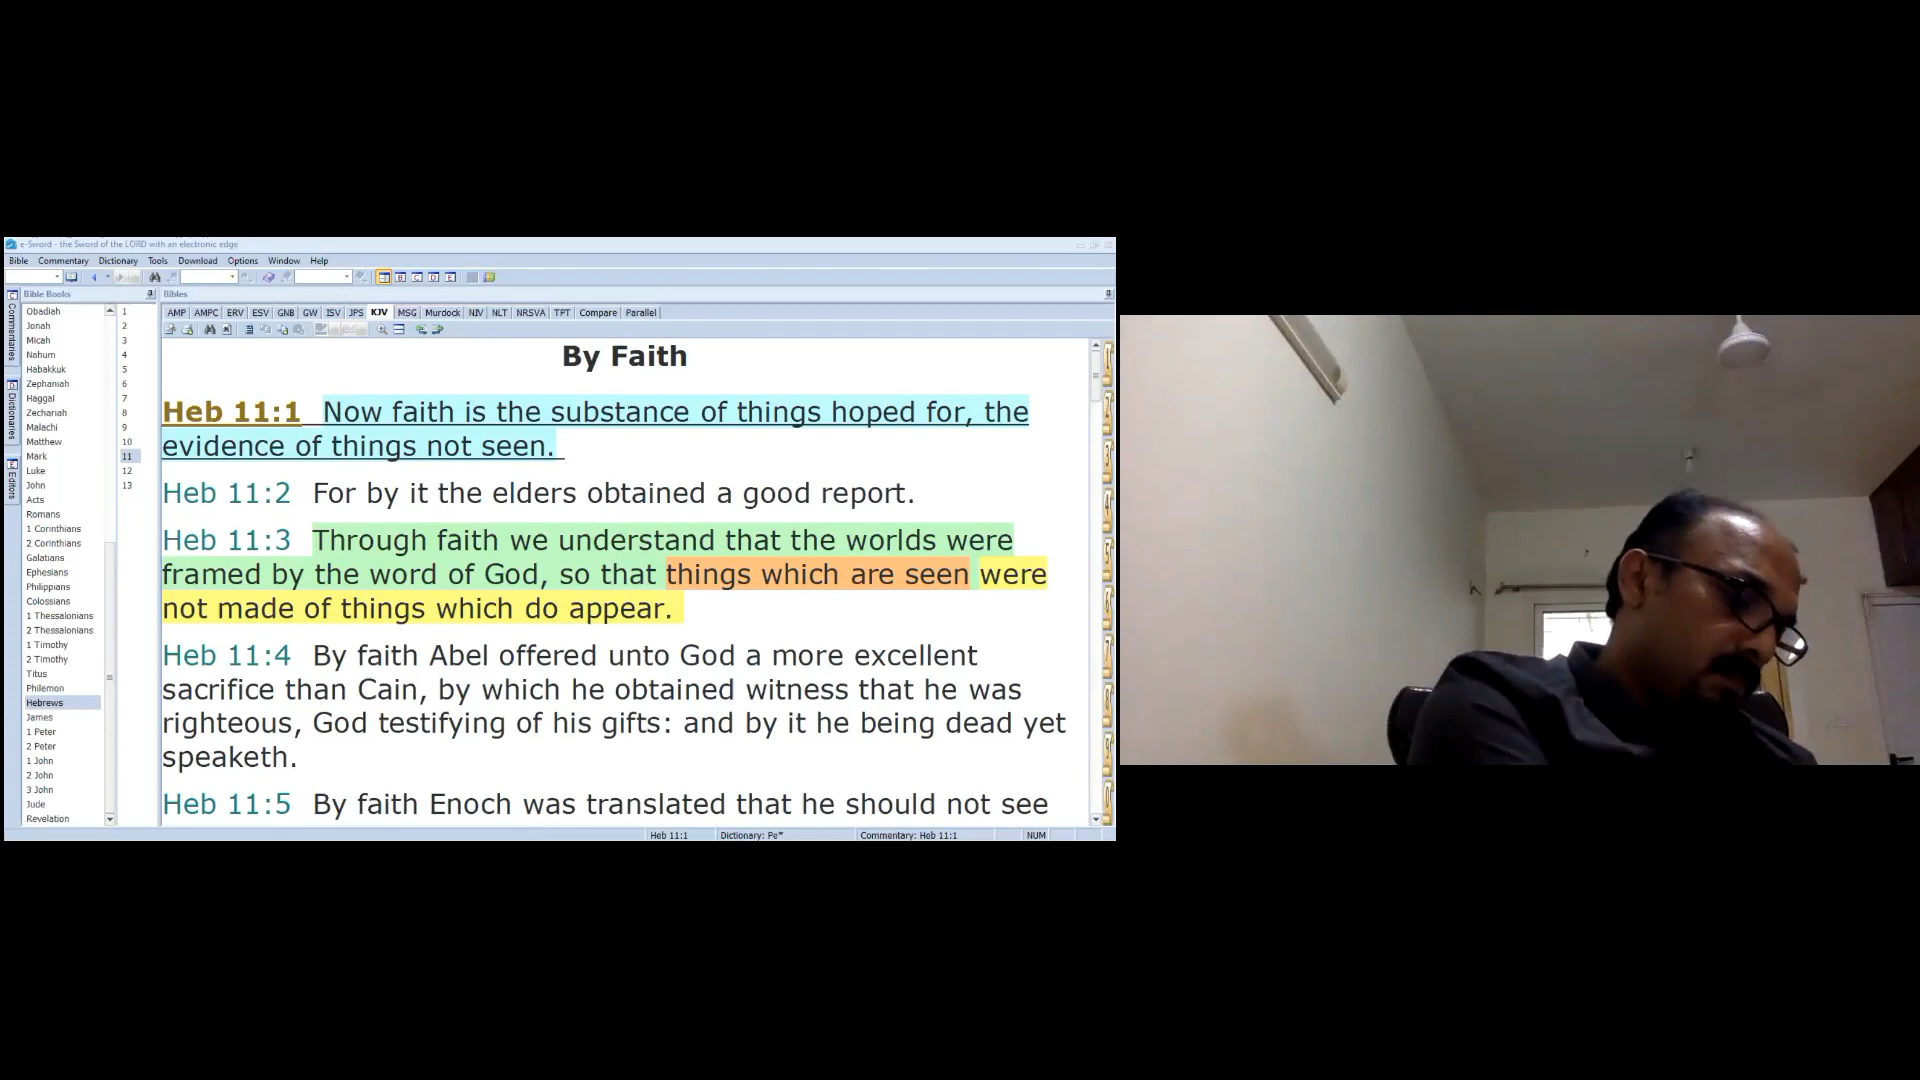 e-Sword - the Sword of the LORD with an electronic edge
Bible Commentary Dictionary Tools Download Options Window Help
Bible Books
Bibles
Commentaries
Dictionaries
Editors
Obadiah
Jonah
Micah
Nahum
Habakkuk
Zephaniah
Haggai
Zechariah
Malachi
Matthew
Mark
Luke
John
Acts
Romans
1 Corinthians
2 Corinthians
Galatians
Ephesians
Philippians
Colossians
1 Thessalonians
2 Thessalonians
1 Timothy
2 Timothy
Titus
Philemon
Hebrews
James
1 Peter
2 Peter
1 John
2 John
3 John
Jude
Revelation
1
2
3
4
5
6
7
8
9
10
11
12
13
AMP AMPC ERV ESV GNB GW ISV JPS KJV MSG Murdock NIV NLT NRSVA TPT Compare Parallel
By Faith
Heb 11:1 Now faith is the substance of things hoped for, the
evidence of things not seen.
Heb 11:2 For by it the elders obtained a good report.
Heb 11:3 Through faith we understand that the worlds were
framed by the word of God, so that things which are seen were
not made of things which do appear.
Heb 11:4 By faith Abel offered unto God a more excellent
sacrifice than Cain, by which he obtained witness that he was
righteous, God testifying of his gifts: and by it he being dead yet
speaketh.
Heb 11:5 By faith Enoch was translated that he should not see
Heb 11:1 Dictionary: Pe* Commentary: Heb 11:1 NUM